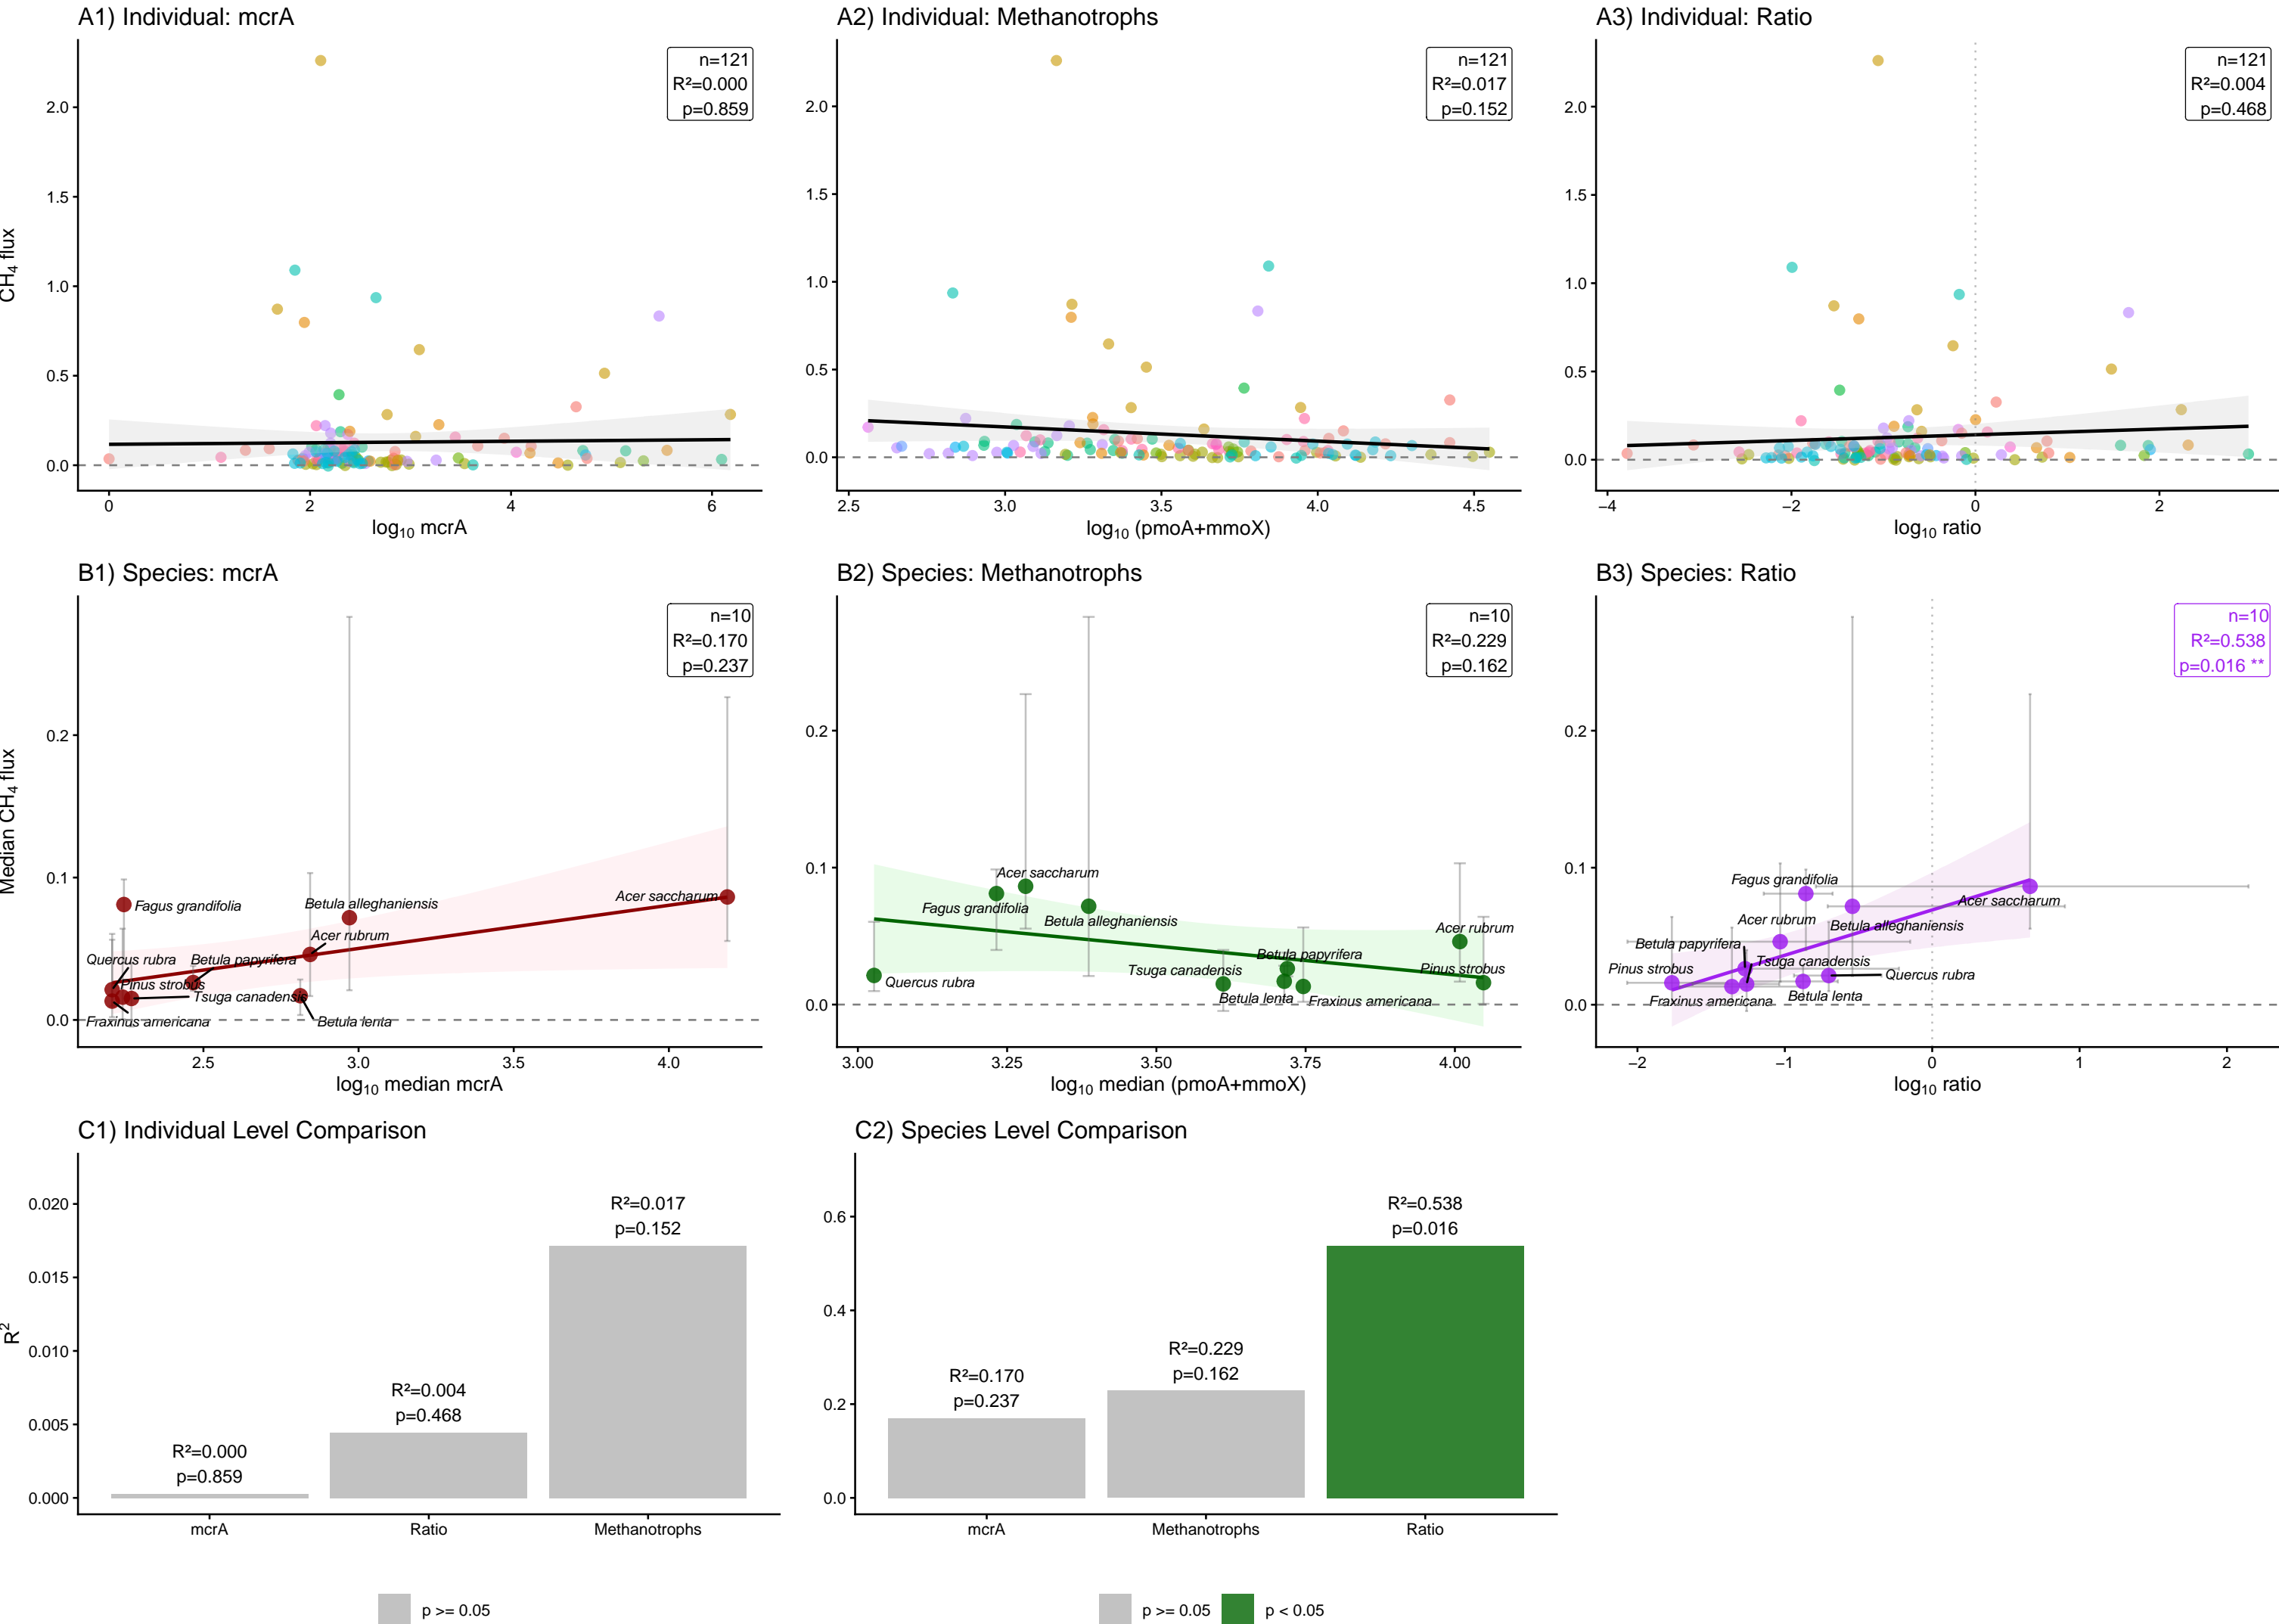 A1) Individual: mcrA
n=121
R²=0.000
p=0.859
CH₄ flux
2.0
1.5
1.0
0.5
0.0
0 2 4 6
log₁₀ mcrA
A2) Individual: Methanotrophs
n=121
R²=0.017
p=0.152
2.0
1.5
1.0
0.5
0.0
2.5 3.0 3.5 4.0 4.5
log₁₀ (pmoA+mmoX)
A3) Individual: Ratio
n=121
R²=0.004
p=0.468
2.0
1.5
1.0
0.5
0.0
−4 −2 0 2
log₁₀ ratio
B1) Species: mcrA
n=10
R²=0.170
p=0.237
Median CH₄ flux
0.2
0.1
0.0
Acer saccharum
Fagus grandifolia
Betula alleghaniensis
Acer rubrum
Quercus rubra
Betula papyrifera
Pinus strobus
Tsuga canadensis
Fraxinus americana
Betula lenta
2.5 3.0 3.5 4.0
log₁₀ median mcrA
B2) Species: Methanotrophs
n=10
R²=0.229
p=0.162
0.2
0.1
0.0
Acer saccharum
Fagus grandifolia
Betula alleghaniensis
Acer rubrum
Betula papyrifera
Tsuga canadensis
Pinus strobus
Quercus rubra
Betula lenta
Fraxinus americana
3.00 3.25 3.50 3.75 4.00
log₁₀ median (pmoA+mmoX)
B3) Species: Ratio
n=10
R²=0.538
p=0.016 **
0.2
0.1
0.0
Fagus grandifolia
Acer saccharum
Acer rubrum
Betula alleghaniensis
Betula papyrifera
Tsuga canadensis
Pinus strobus
Quercus rubra
Fraxinus americana
Betula lenta
−2 −1 0 1 2
log₁₀ ratio
C1) Individual Level Comparison
R²
0.020
0.015
0.010
0.005
0.000
R²=0.000
p=0.859
R²=0.004
p=0.468
R²=0.017
p=0.152
mcrA Ratio Methanotrophs
p >= 0.05
C2) Species Level Comparison
0.6
0.4
0.2
0.0
R²=0.170
p=0.237
R²=0.229
p=0.162
R²=0.538
p=0.016
mcrA Methanotrophs Ratio
p >= 0.05 p < 0.05